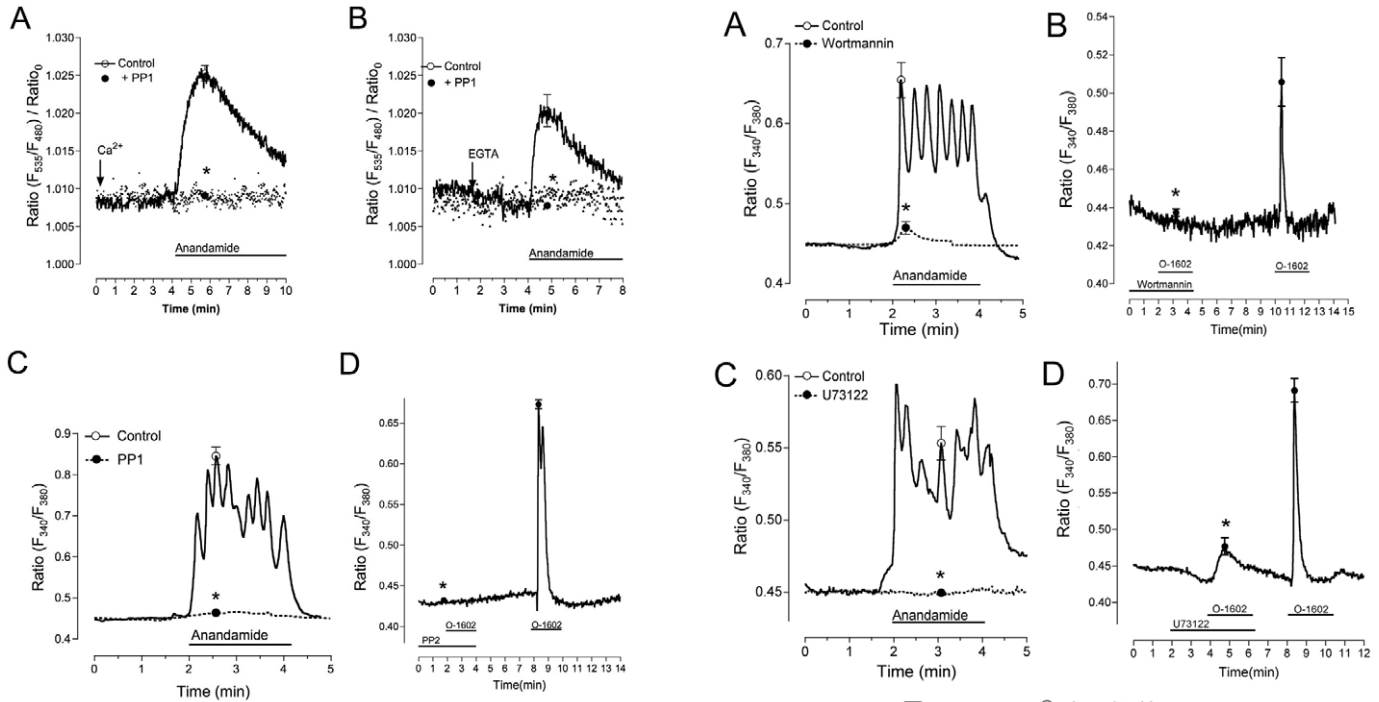 A
Ratio (F535/F480) / Ratio0
1.030
1.025
1.020
1.015
1.010
1.005
1.000
Control
+ PP1
Ca2+
*
Anandamide
0 1 2 3 4 5 6 7 8 9 10
Time (min)
B
Ratio (F535/F480) / Ratio0
1.030
1.025
1.020
1.015
1.010
1.005
1.000
Control
+ PP1
EGTA
*
Anandamide
0 1 2 3 4 5 6 7 8
Time (min)
C
Ratio (F340/F380)
0.9
0.8
0.7
0.6
0.5
0.4
Control
PP1
*
Anandamide
0 1 2 3 4 5
Time (min)
D
Ratio (F340/F380)
0.65
0.60
0.55
0.50
0.45
0.40
*
O-1602
O-1602
PP2
0 1 2 3 4 5 6 7 8 9 10 11 12 13 14
Time(min)
A
Ratio (F340/F380)
0.7
0.6
0.5
0.4
Control
Wortmannin
*
Anandamide
0 1 2 3 4 5
Time (min)
B
Ratio (F340/F380)
0.54
0.52
0.50
0.48
0.46
0.44
0.42
0.40
*
O-1602
O-1602
Wortmannin
0 1 2 3 4 5 6 7 8 9 10 11 12 13 14 15
Time(min)
C
Ratio (F340/F380)
0.60
0.55
0.50
0.45
Control
U73122
*
Anandamide
0 1 2 3 4 5
Time (min)
D
Ratio (F340/F380)
0.70
0.65
0.60
0.55
0.50
0.45
0.40
*
O-1602
O-1602
U73122
0 1 2 3 4 5 6 7 8 9 10 11 12
Time(min)